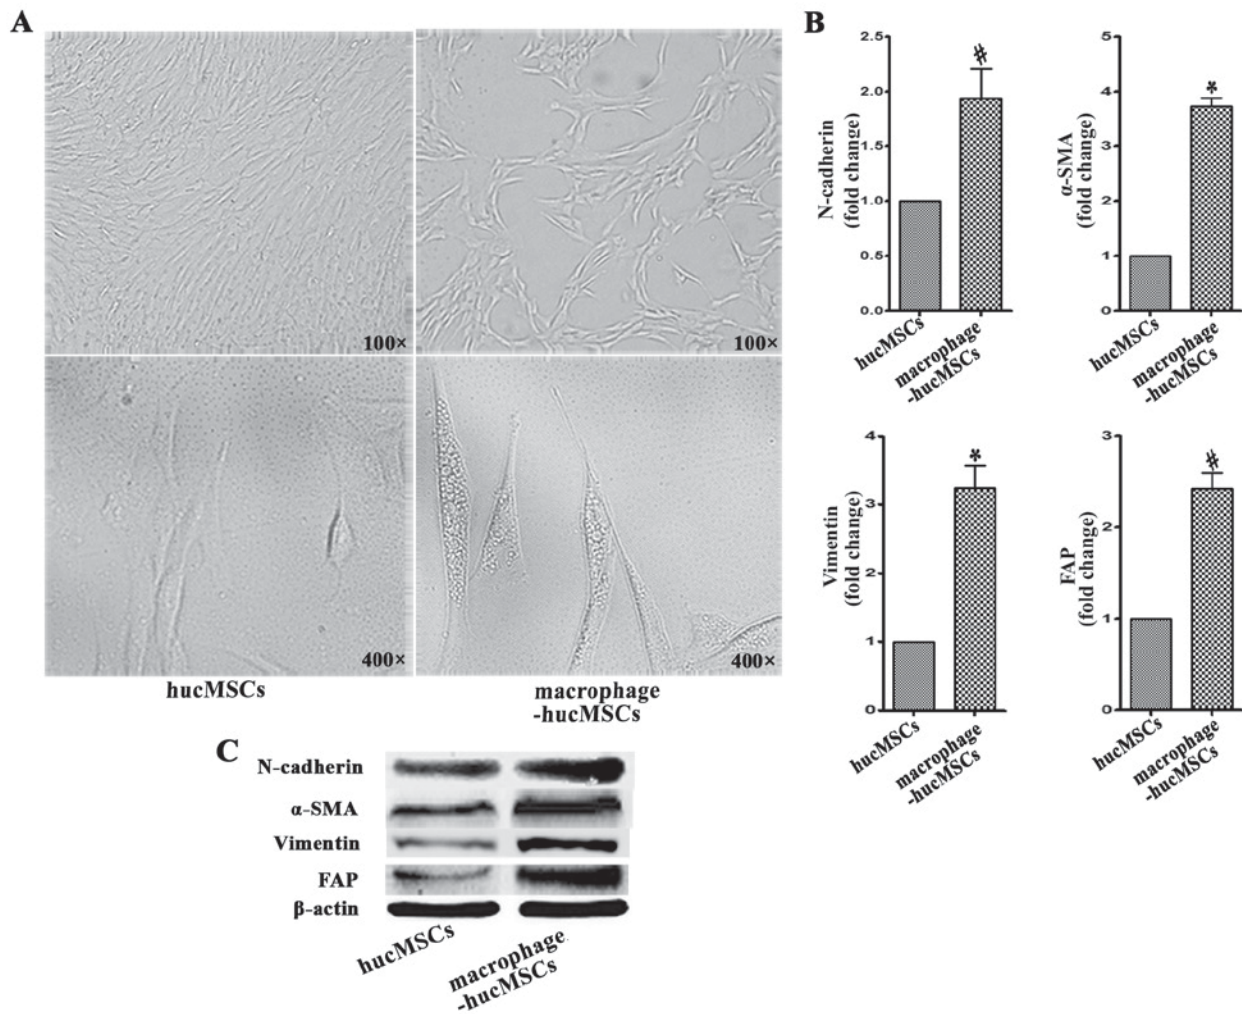 A
100×
100×
400×
400×
hucMSCs
macrophage
-hucMSCs
B
N-cadherin
(fold change)
2.5
2.0
1.5
1.0
0.5
0.0
#
hucMSCs
macrophage
-hucMSCs
α-SMA
(fold change)
5
4
3
2
1
0
*
hucMSCs
macrophage
-hucMSCs
Vimentin
(fold change)
4
3
2
1
0
*
hucMSCs
macrophage
-hucMSCs
FAP
(fold change)
3
2
1
0
#
hucMSCs
macrophage
-hucMSCs
C
N-cadherin
α-SMA
Vimentin
FAP
β-actin
hucMSCs
macrophage
-hucMSCs